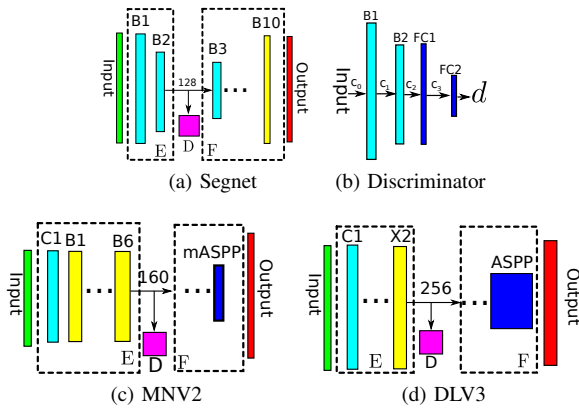 B1
B2
B3
B10
Input
128
D
E
F
Output
(a) Segnet
B1
B2
FC1
FC2
Input
c₀
c₁
c₂
c₃
d
(b) Discriminator
C1
B1
B6
160
mASPP
Input
E
D
F
Output
(c) MNV2
C1
X2
256
ASPP
Input
E
D
F
Output
(d) DLV3